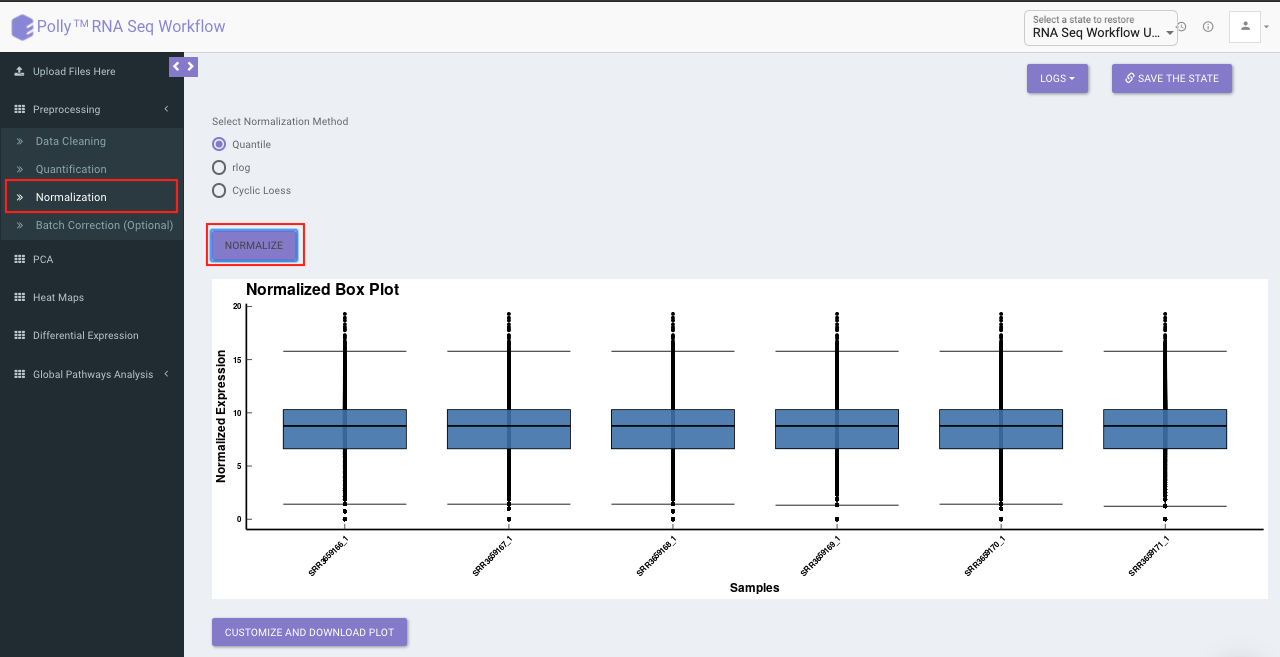 Polly™RNA Seq Workflow
Select a state to restore
RNA Seq Workflow U...
Upload Files Here
Preprocessing
Data Cleaning
Quantification
Normalization
Batch Correction (Optional)
PCA
Heat Maps
Differential Expression
Global Pathways Analysis
LOGS
SAVE THE STATE
Select Normalization Method
Quantile
rlog
Cyclic Loess
NORMALIZE
Normalized Box Plot
Normalized Expression
20
15
10
5
0
SRR3659166_1
SRR3659167_1
SRR3659168_1
SRR3659169_1
SRR3659170_1
SRR3659171_1
Samples
CUSTOMIZE AND DOWNLOAD PLOT